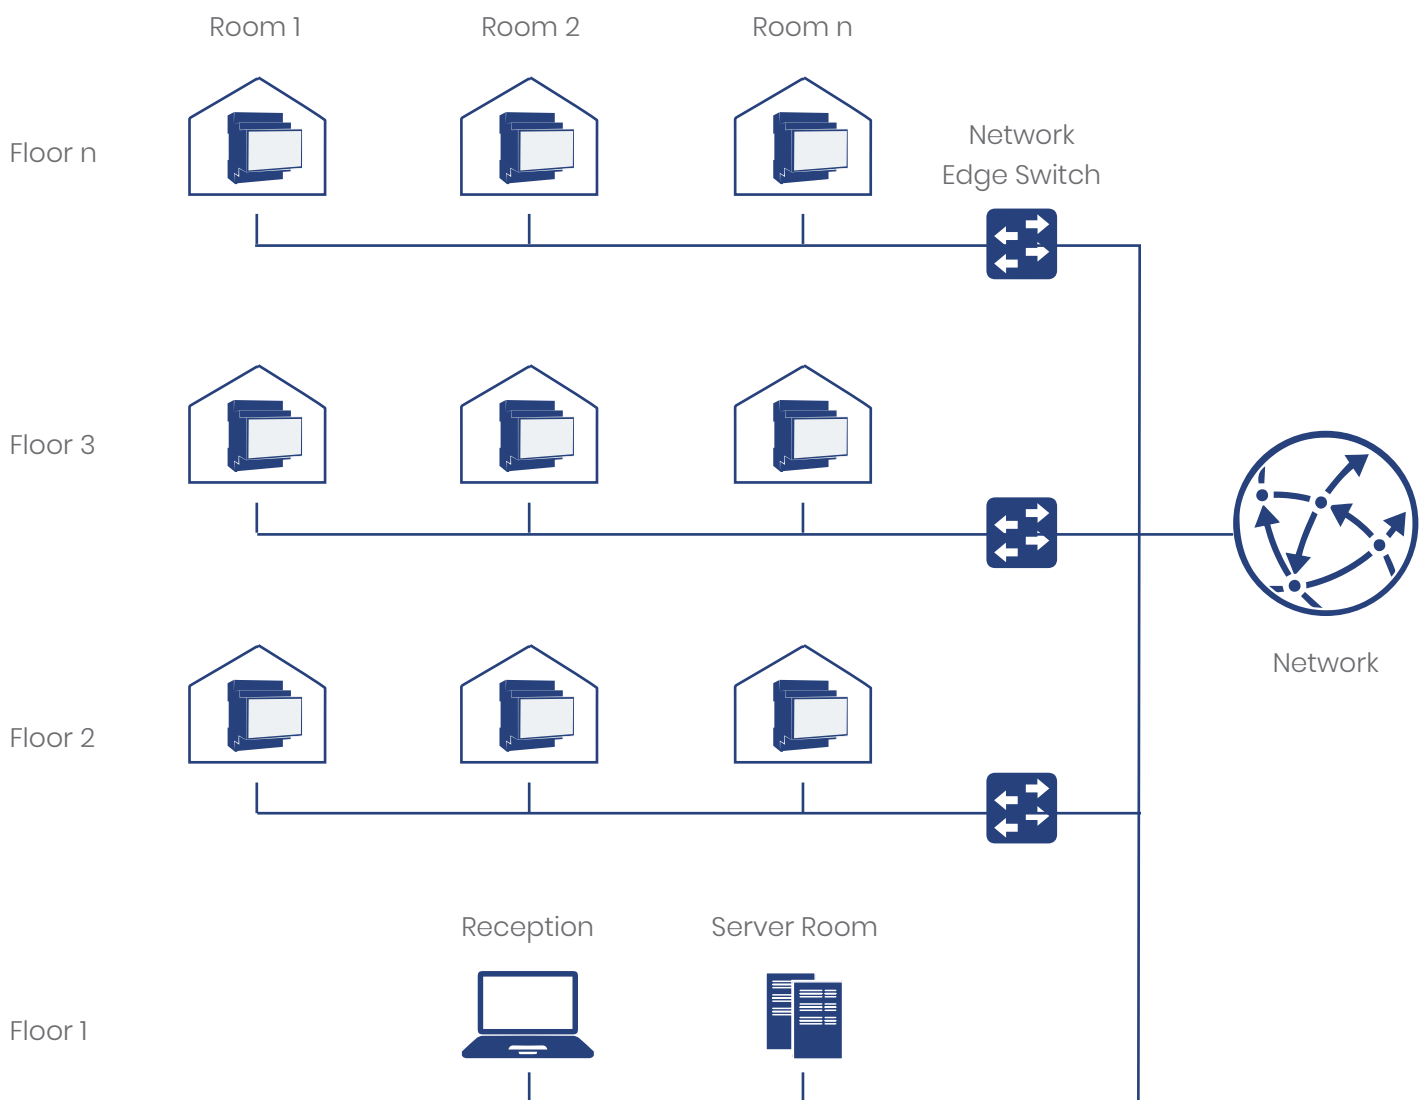 Room 1
Room 2
Room n
Floor n
Network
Edge Switch
Floor 3
Network
Floor 2
Reception
Server Room
Floor 1